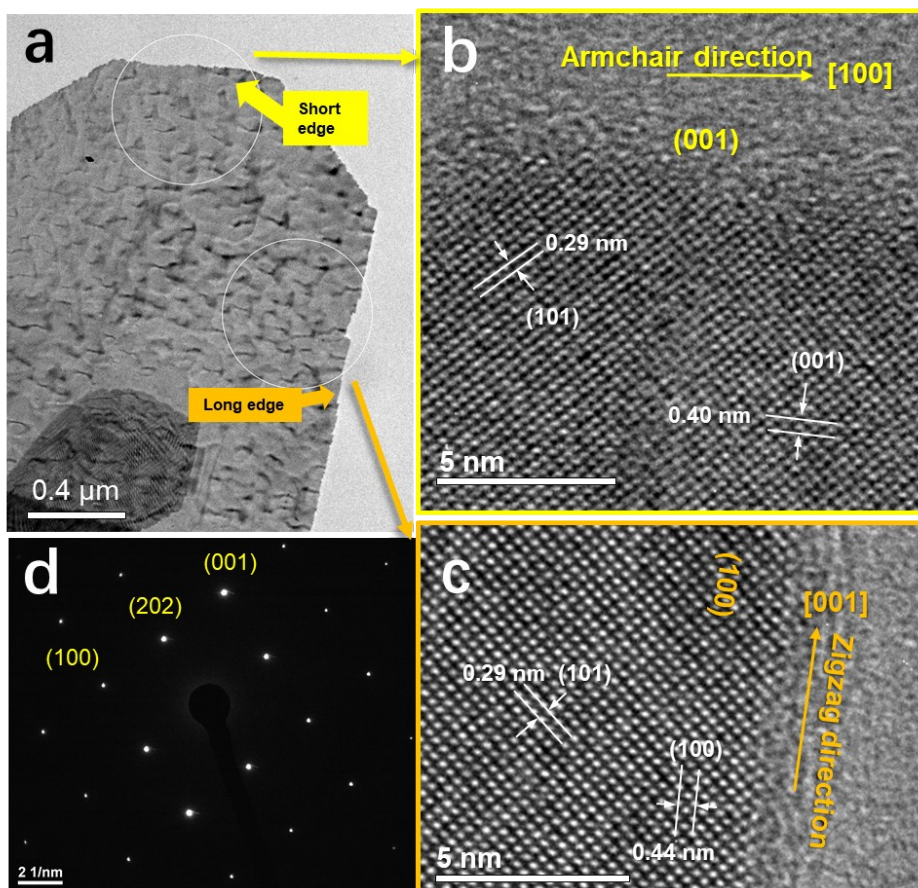 a
Short
edge
Long edge
0.4 μm
b
Armchair direction
[100]
(001)
0.29 nm
(101)
(001)
0.40 nm
5 nm
d
(001)
(202)
(100)
2 1/nm
c
(100)
[001]
Zigzag direction
0.29 nm
(101)
(100)
0.44 nm
5 nm